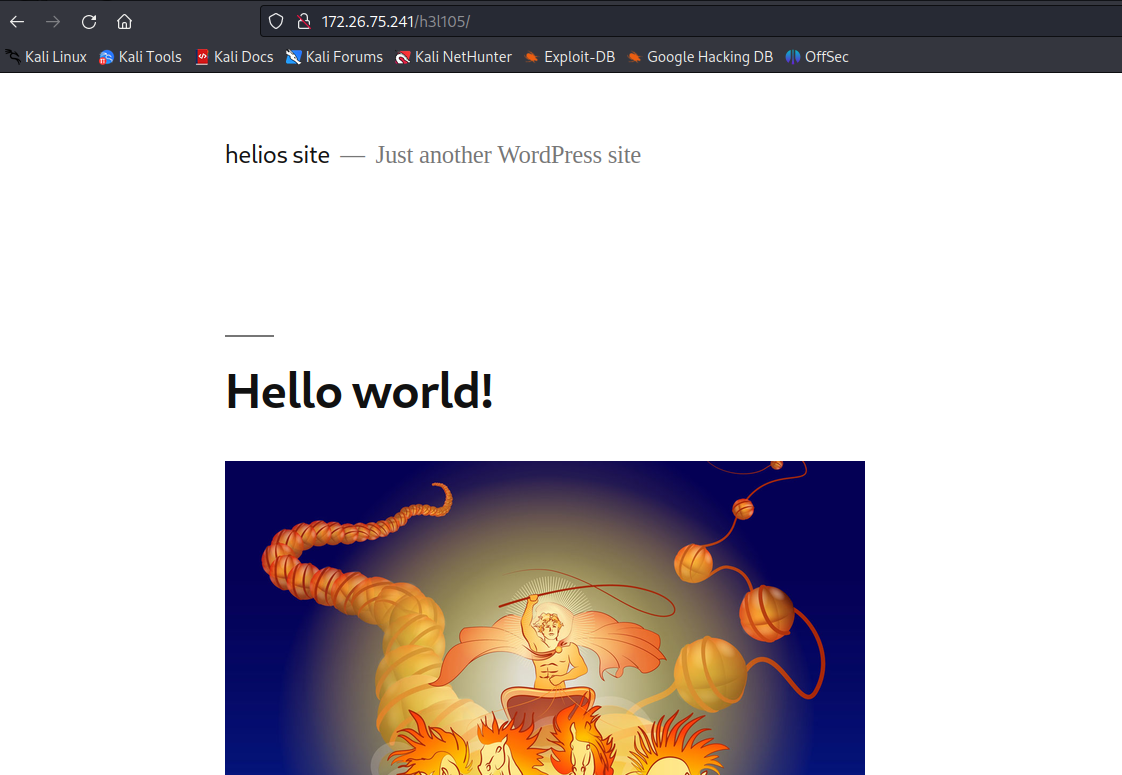 172.26.75.241/h3l105/
Kali Linux Kali Tools Kali Docs Kali Forums Kali NetHunter Exploit-DB Google Hacking DB OffSec
helios site — Just another WordPress site
Hello world!